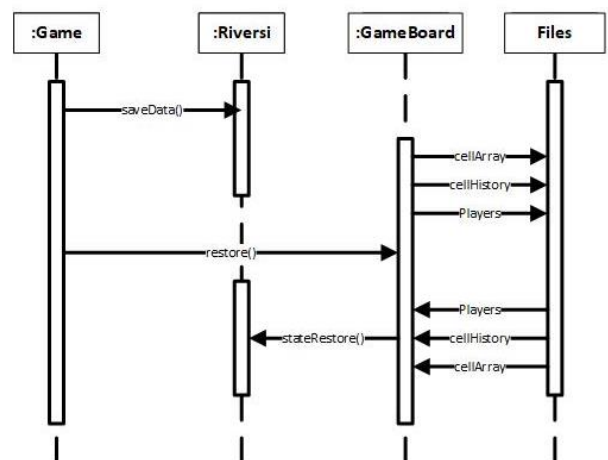 :Game
:Riversi
:GameBoard
Files
saveData()
cellArray
cellHistory
Players
restore()
Players
stateRestore()
cellHistory
cellArray